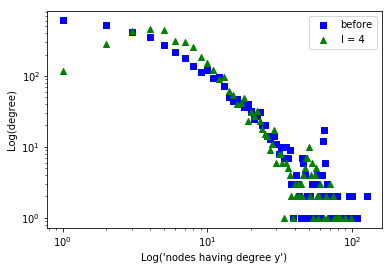 before
l = 4
Log(degree)
10²
10¹
10⁰
10⁰
10¹
10²
Log('nodes having degree y')